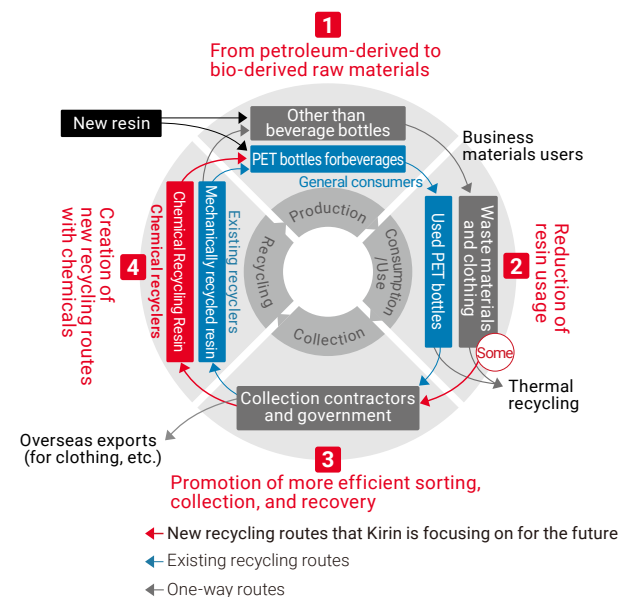 1
From petroleum-derived to
bio-derived raw materials
New resin
Other than
beverage bottles
PET bottles forbeverages
General consumers
Business
materials users
Creation of
new recycling routes
with chemicals
4
Chemical recyclers
Chemical Recycling Resin
Mechanically recycled resin
Existing recyclers
Production
Consumption
/Use
Collection
Recycling
Used PET bottles
Waste materials
and clothing
2
Reduction of
resin usage
Some
Thermal
recycling
Collection contractors
and government
Overseas exports
(for clothing, etc.)
3
Promotion of more efficient sorting,
collection, and recovery
New recycling routes that Kirin is focusing on for the future
Existing recycling routes
One-way routes